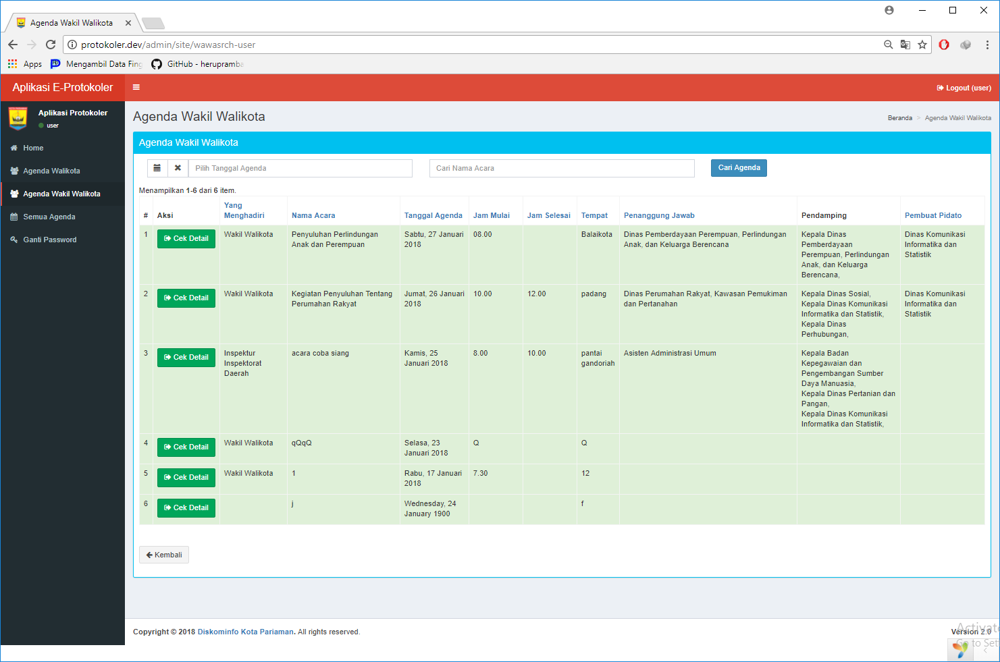 Agenda Wakil Walikota
protokoler.dev/admin/site/wawasrch-user
Apps Mengambil Data Fing GitHub - herupramba
Aplikasi E-Protokoler
Logout (user)
Aplikasi Protokoler
user
Home
Agenda Walikota
Agenda Wakil Walikota
Semua Agenda
Ganti Password
Agenda Wakil Walikota
Beranda > Agenda Wakil Walikota
Agenda Wakil Walikota
Pilih Tanggal Agenda
Cari Nama Acara
Cari Agenda
Menampilkan 1-6 dari 6 item.
# Aksi Yang Menghadiri Nama Acara Tanggal Agenda Jam Mulai Jam Selesai Tempat Penanggung Jawab Pendamping Pembuat Pidato
1 Cek Detail Wakil Walikota Penyuluhan Perlindungan Sabtu, 27 Januari 08.00 Balaikota Dinas Pemberdayaan Perempuan, Perlindungan Kepala Dinas Dinas Komunikasi
Anak dan Perempuan 2018 Anak, dan Keluarga Berencana Pemberdayaan Informatika dan
Perempuan, Perlindungan Statistik
Anak, dan Keluarga
Berencana,
2 Cek Detail Wakil Walikota Kegiatan Penyuluhan Tentang Jumat, 26 Januari 10.00 12.00 padang Dinas Perumahan Rakyat, Kawasan Pemukiman Kepala Dinas Sosial, Dinas Komunikasi
Perumahan Rakyat 2018 dan Pertanahan Kepala Dinas Komunikasi Informatika dan
Informatika dan Statistik, Statistik
Kepala Dinas
Perhubungan,
3 Cek Detail Inspektur acara coba siang Kamis, 25 8.00 10.00 pantai Asisten Administrasi Umum Kepala Badan
Inspektorat Januari 2018 gandoriah Kepegawaian dan
Daerah Pengembangan Sumber
Daya Manuasia,
Kepala Dinas Pertanian dan
Pangan,
Kepala Dinas Komunikasi
Informatika dan Statistik,
4 Cek Detail Wakil Walikota qQqQ Selasa, 23 Q Q
Januari 2018
5 Cek Detail Wakil Walikota 1 Rabu, 17 Januari 7.30 12
2018
6 Cek Detail j Wednesday, 24 f
January 1900
Kembali
Copyright © 2018 Diskominfo Kota Pariaman. All rights reserved.
Version 2.0
Activat
Go to Set